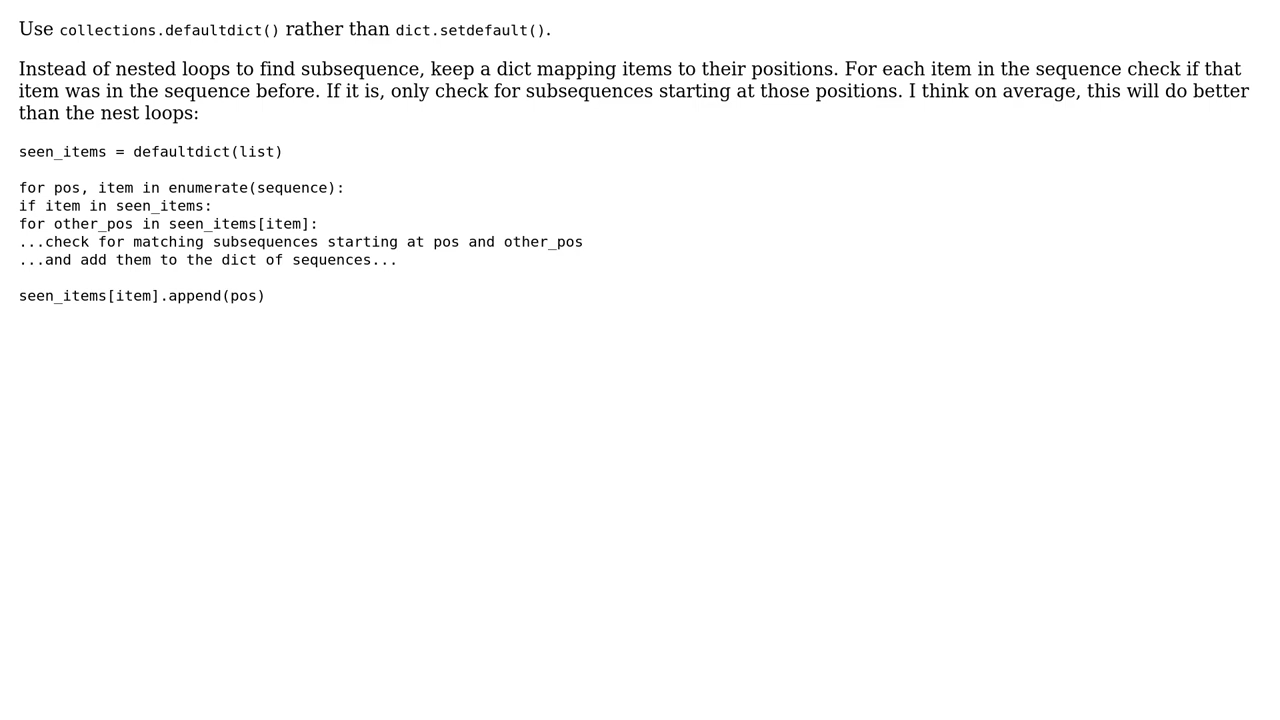 Use collections.defaultdict() rather than dict.setdefault().
Instead of nested loops to find subsequence, keep a dict mapping items to their positions. For each item in the sequence check if that
item was in the sequence before. If it is, only check for subsequences starting at those positions. I think on average, this will do better
than the nest loops:
seen_items = defaultdict(list)
for pos, item in enumerate(sequence):
if item in seen_items:
for other_pos in seen_items[item]:
...check for matching subsequences starting at pos and other_pos
...and add them to the dict of sequences...
seen_items[item].append(pos)